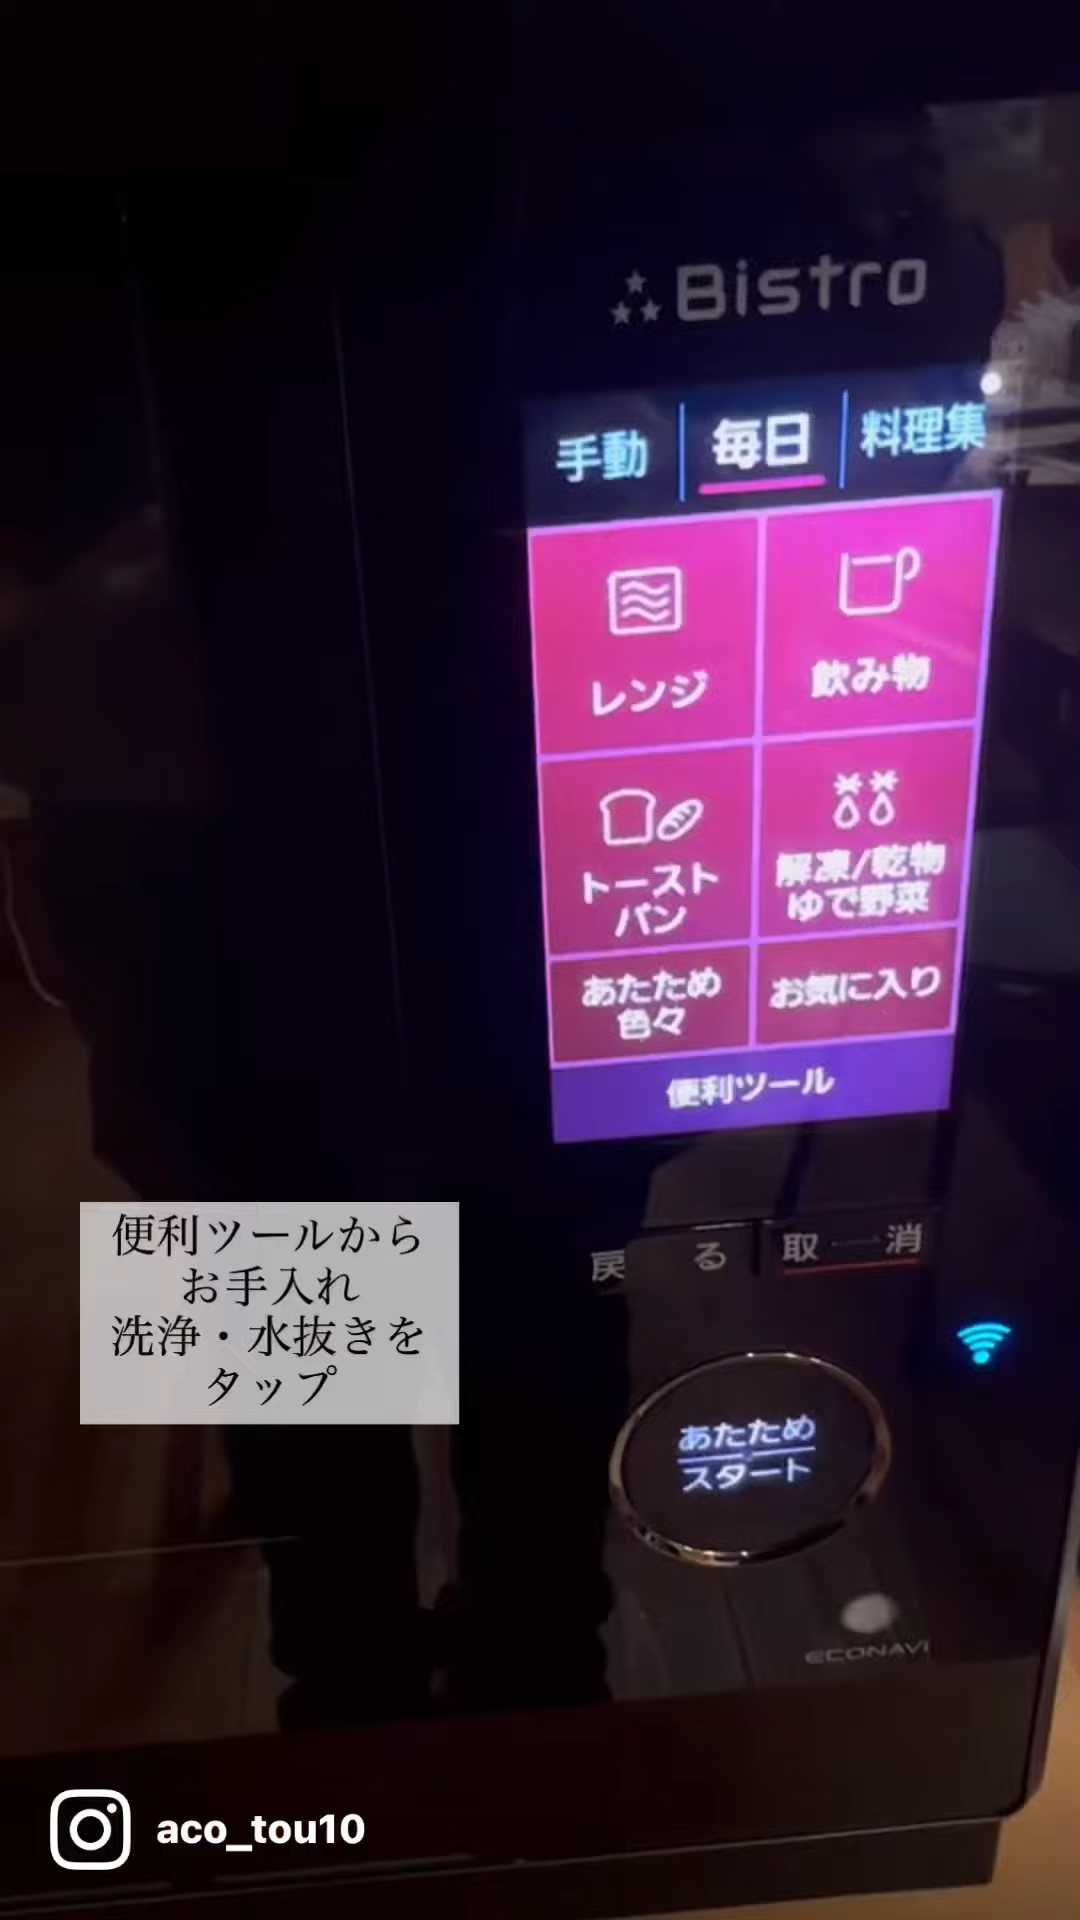 Bistro
手動 毎日 料理集
レンジ
飲み物
トースト
パン
解凍/乾物
ゆで野菜
あたため
色々
お気に入り
便利ツール
便利ツールから
お手入れ
洗浄・水抜きを
タップ
戻る 取消
あたため
スタート
ECONAVI
aco_tou10